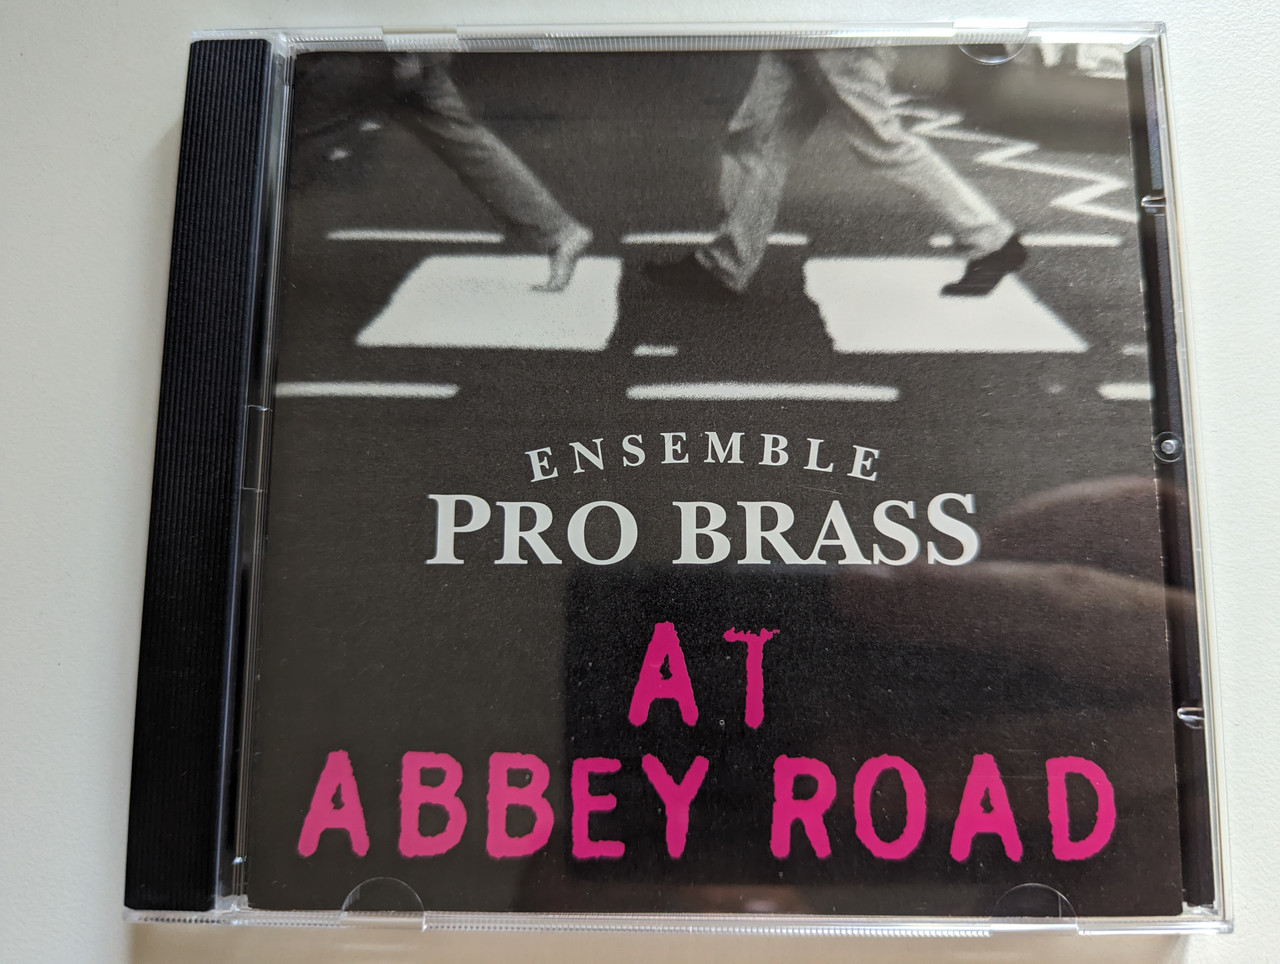 ENSEMBLE
PRO BRASS
AT
ABBEY ROAD